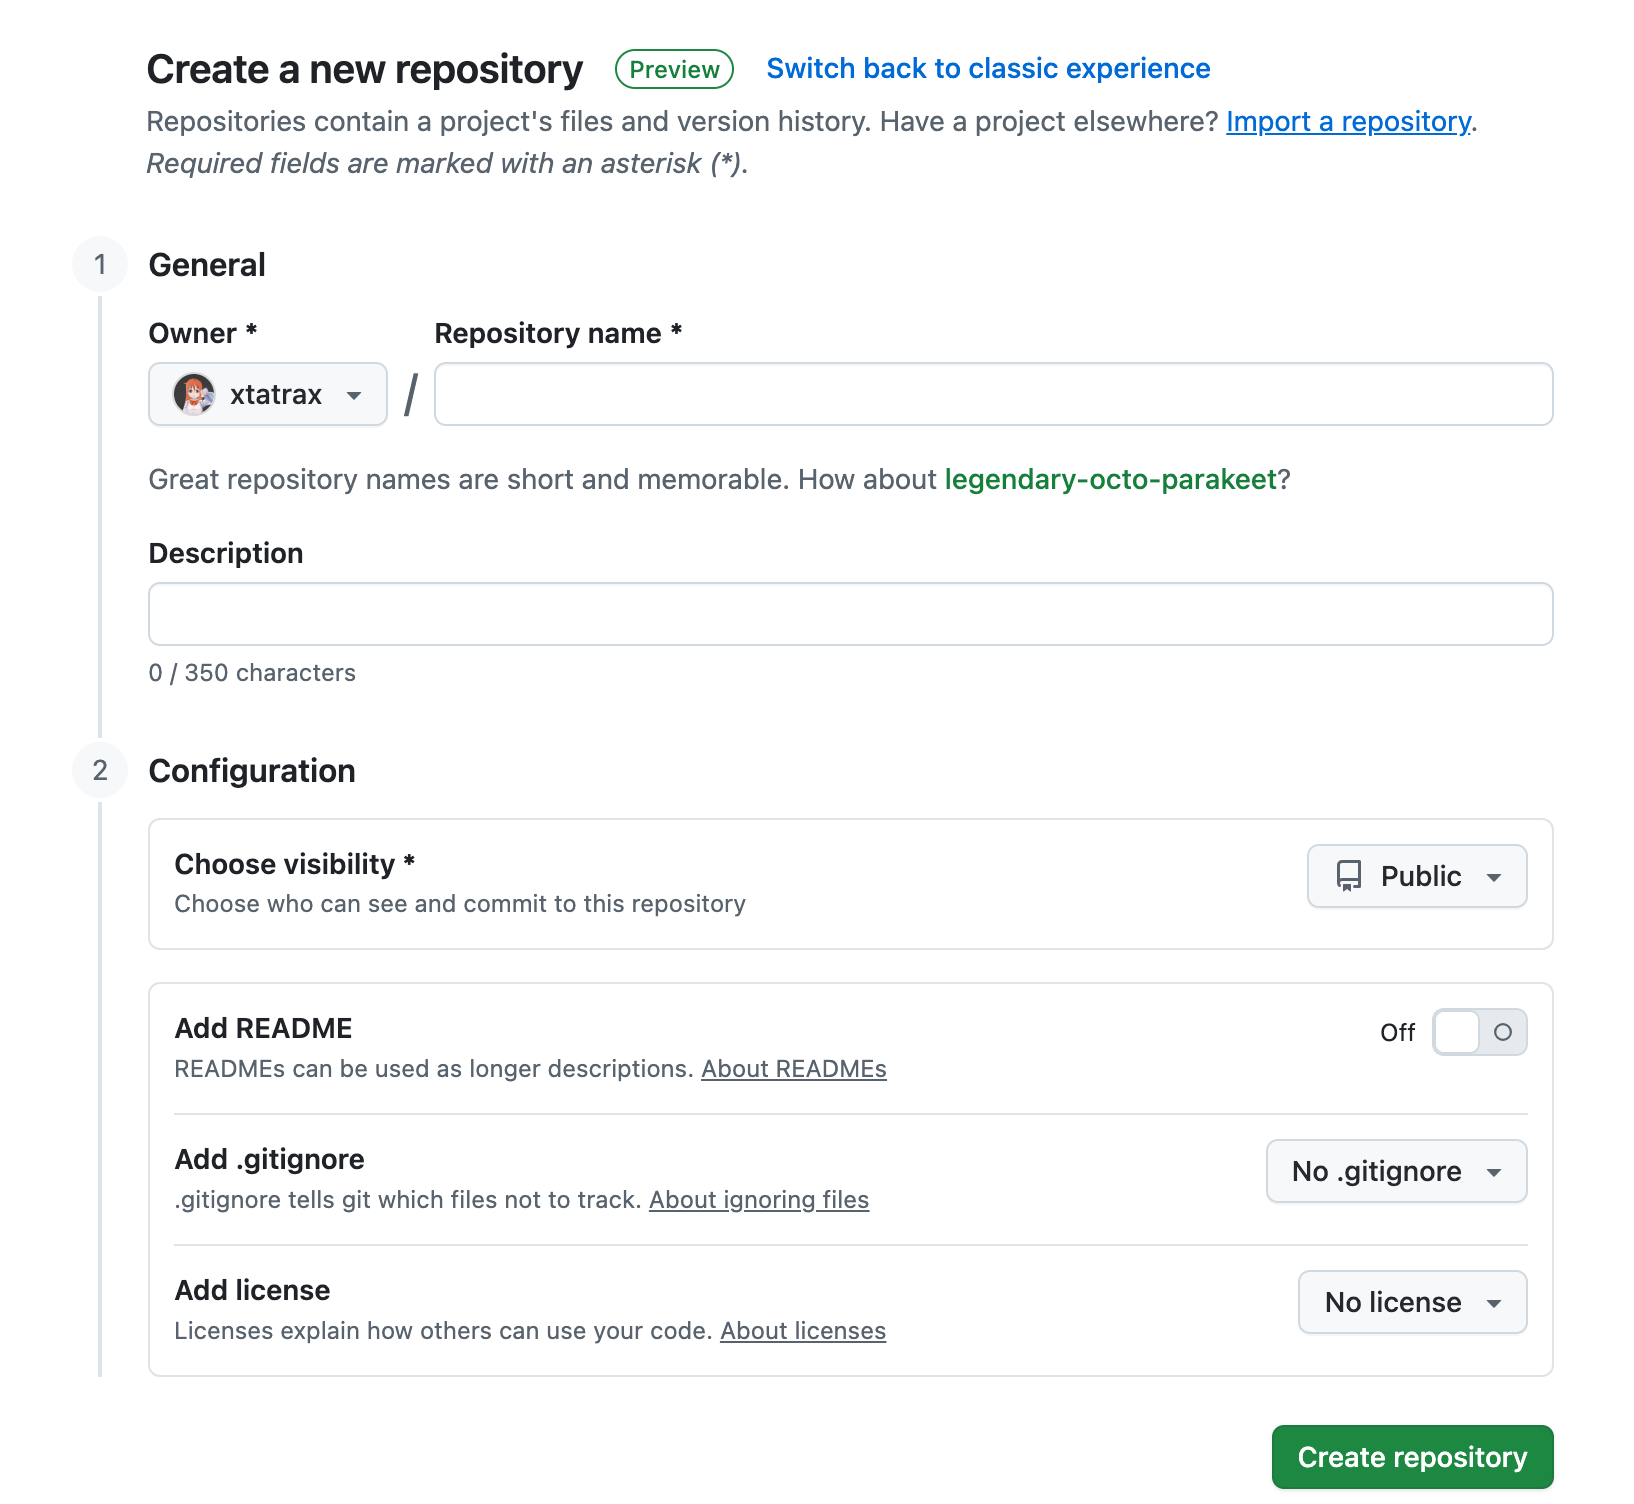 Create a new repository Preview Switch back to classic experience
Repositories contain a project's files and version history. Have a project elsewhere? Import a repository.
Required fields are marked with an asterisk (*).
1 General
Owner * Repository name *
xtatrax /
Great repository names are short and memorable. How about legendary-octo-parakeet?
Description
0 / 350 characters
2 Configuration
Choose visibility *
Public
Choose who can see and commit to this repository
Add README
Off
READMEs can be used as longer descriptions. About READMEs
Add .gitignore
No .gitignore
.gitignore tells git which files not to track. About ignoring files
Add license
No license
Licenses explain how others can use your code. About licenses
Create repository